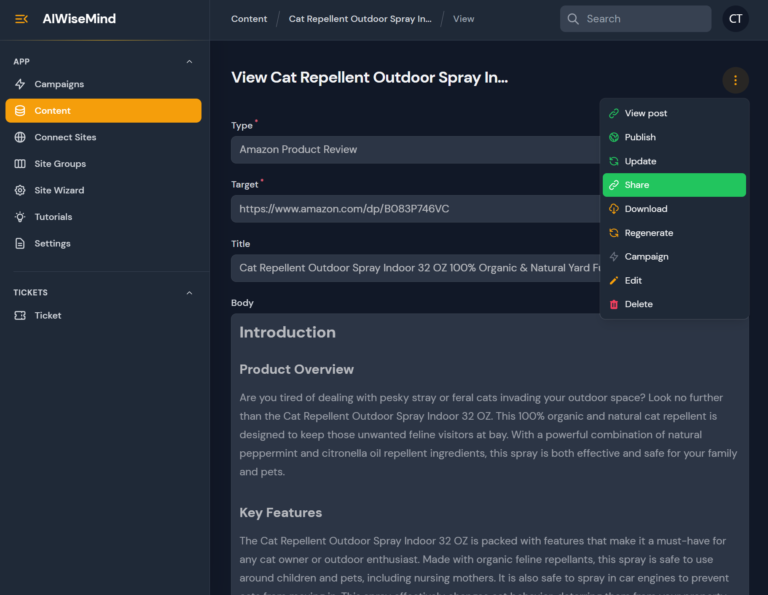 AIWiseMind
Content / Cat Repellent Outdoor Spray In... / View
Search
CT
APP
Campaigns
Content
Connect Sites
Site Groups
Site Wizard
Tutorials
Settings
TICKETS
Ticket
View Cat Repellent Outdoor Spray In...
View post
Publish
Update
Share
Download
Regenerate
Campaign
Edit
Delete
Type*
Amazon Product Review
Target*
https://www.amazon.com/dp/B083P746VC
Title
Cat Repellent Outdoor Spray Indoor 32 OZ 100% Organic & Natural Yard
Body
Introduction
Product Overview
Are you tired of dealing with pesky stray or feral cats invading your outdoor space? Look no further
than the Cat Repellent Outdoor Spray Indoor 32 OZ. This 100% organic and natural cat repellent is
designed to keep those unwanted feline visitors at bay. With a powerful combination of natural
peppermint and citronella oil repellent ingredients, this spray is both effective and safe for your family
and pets.
Key Features
The Cat Repellent Outdoor Spray Indoor 32 OZ is packed with features that make it a must-have for
any cat owner or outdoor enthusiast. Made with organic feline repellants, this spray is safe to use
around children and pets, including nursing mothers. It is also safe to spray in car engines to prevent